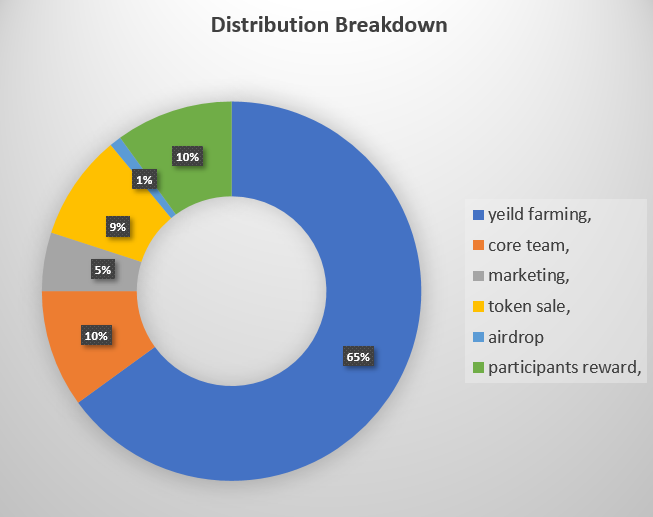 Distribution Breakdown
10%
1%
9%
5%
10%
65%
yeild farming,
core team,
marketing,
token sale,
airdrop
participants reward,